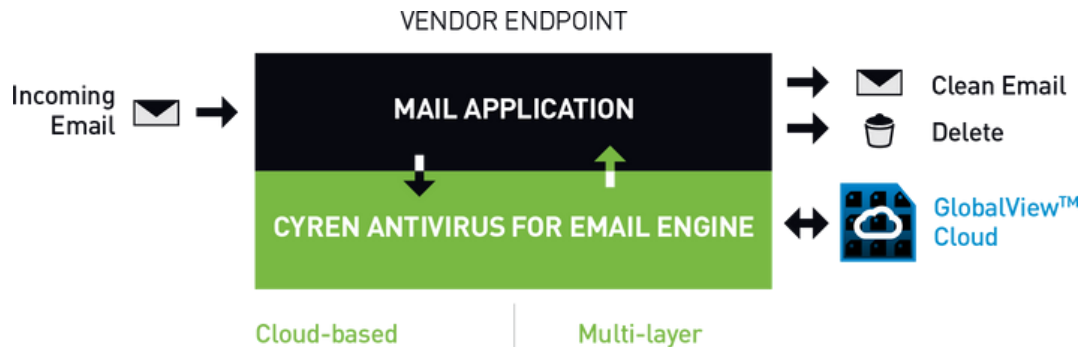 VENDOR ENDPOINT
Incoming
Email
MAIL APPLICATION
Clean Email
Delete
CYREN ANTIVIRUS FOR EMAIL ENGINE
GlobalView™
Cloud
Cloud-based
Multi-layer